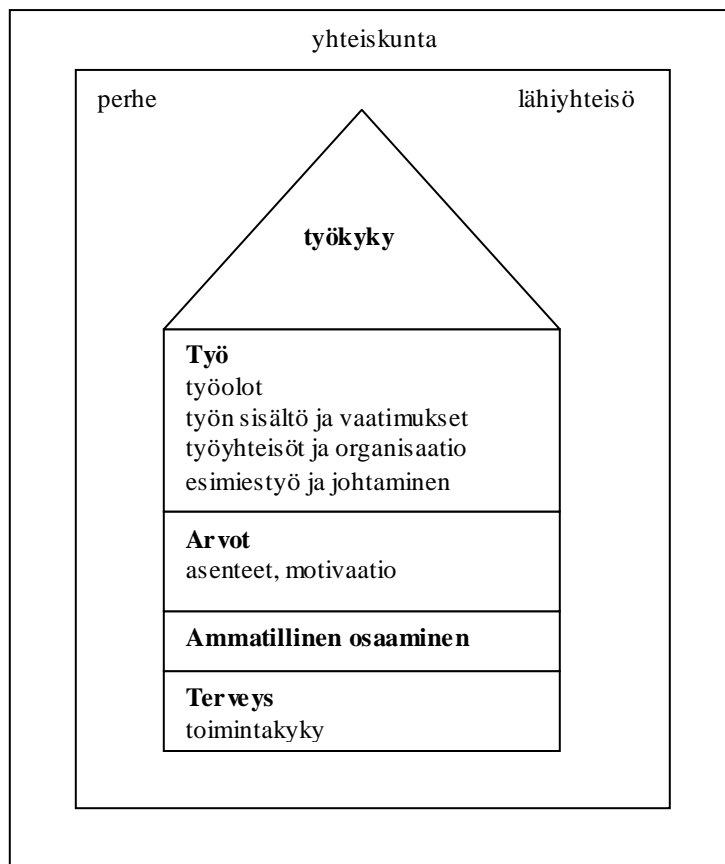 yhteiskunta
perhe lähiyhteisö
työkyky
Työ
työolot
työn sisältö ja vaatimukset
työyhteisöt ja organisaatio
esimiestyö ja johtaminen
Arvot
asenteet, motivaatio
Ammatillinen osaaminen
Terveys
toimintakyky